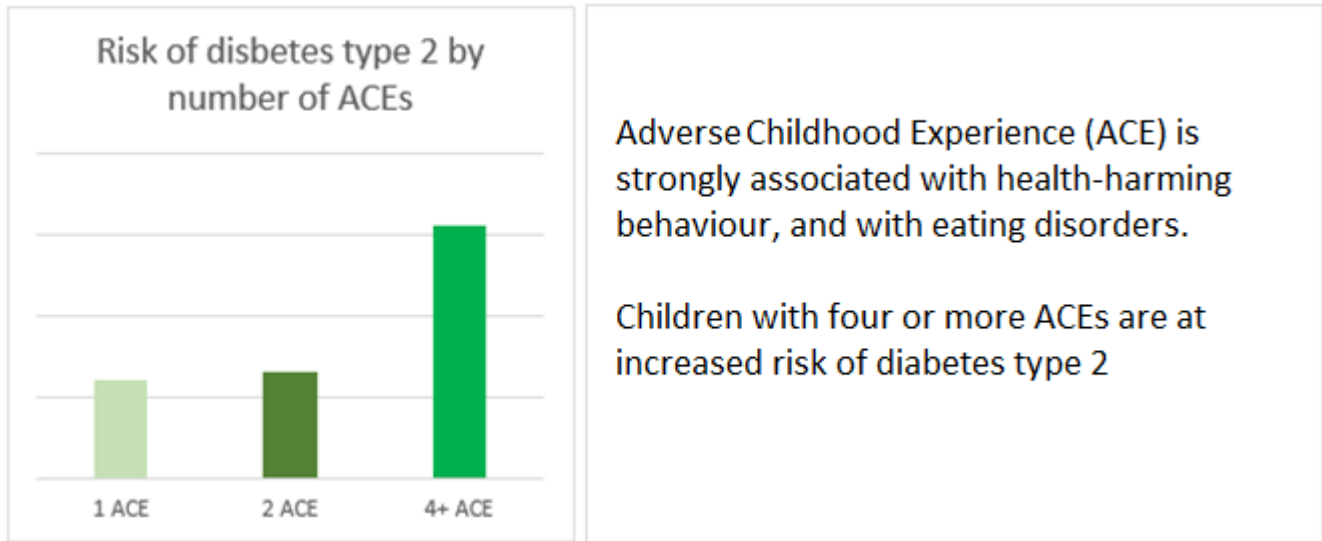 Risk of disbetes type 2 by
number of ACEs
1 ACE
2 ACE
4+ ACE
Adverse Childhood Experience (ACE) is
strongly associated with health-harming
behaviour, and with eating disorders.
Children with four or more ACEs are at
increased risk of diabetes type 2